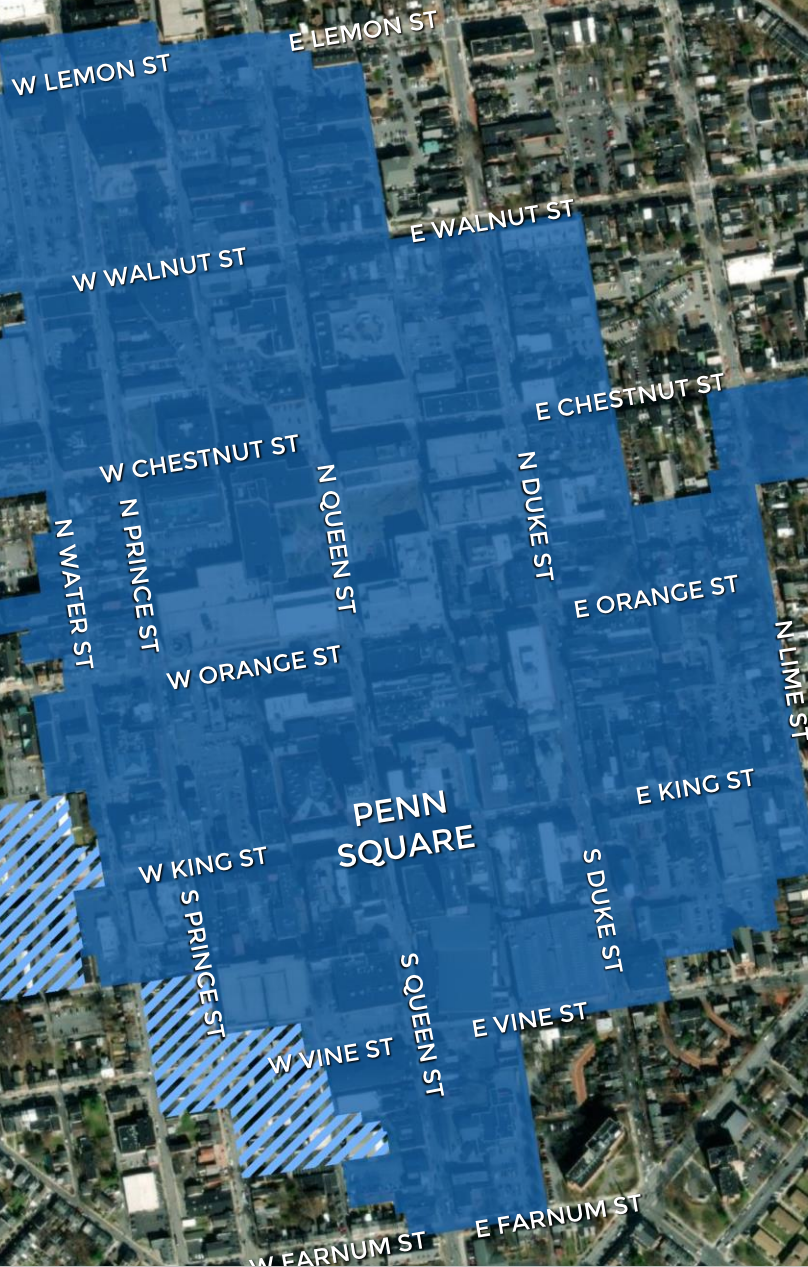 E LEMON ST
W LEMON ST
E WALNUT ST
W WALNUT ST
E CHESTNUT ST
W CHESTNUT ST
N QUEEN ST
N DUKE ST
N PRINCE ST
N WATER ST
E ORANGE ST
N LIME ST
W ORANGE ST
E KING ST
PENN
SQUARE
W KING ST
S DUKE ST
S PRINCE ST
S QUEEN ST
E VINE ST
W VINE ST
E FARNUM ST
W FARNUM ST